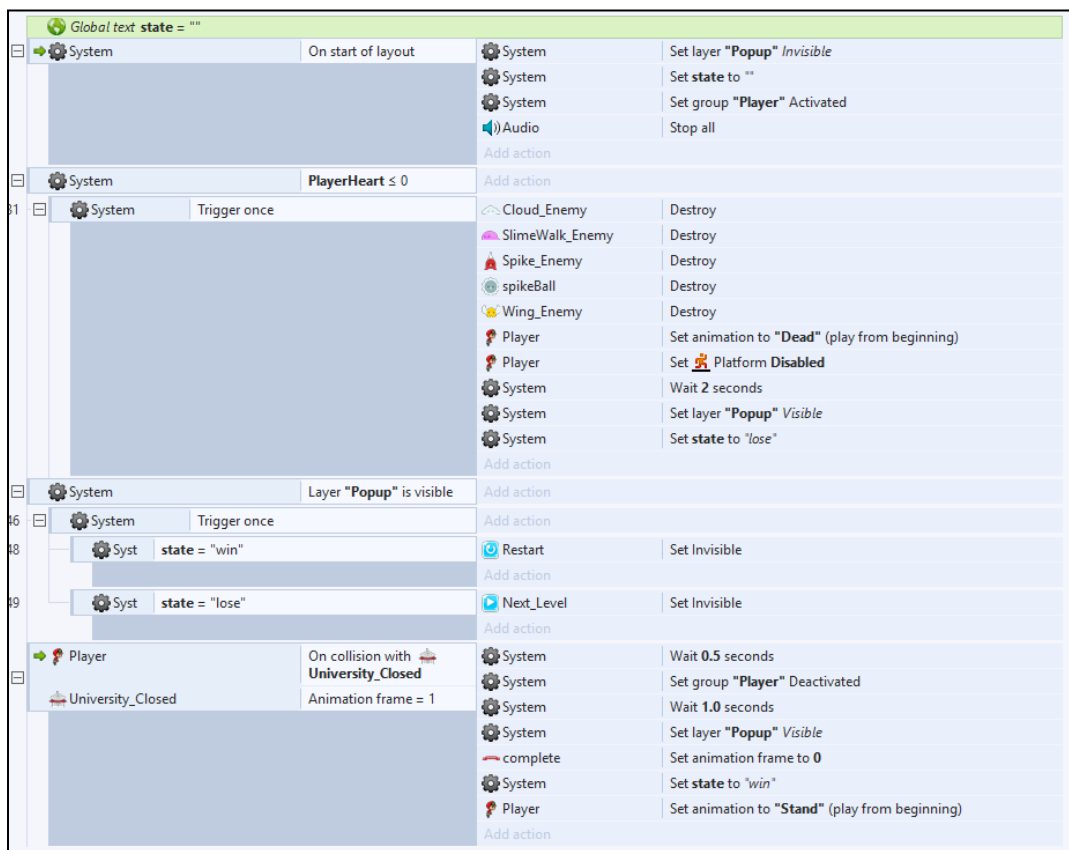 Global text state = ""
System On start of layout System Set layer "Popup" Invisible
System Set state to ""
System Set group "Player" Activated
Audio Stop all
Add action
System PlayerHeart ≤ 0 Add action
31 System Trigger once Cloud_Enemy Destroy
SlimeWalk_Enemy Destroy
Spike_Enemy Destroy
spikeBall Destroy
Wing_Enemy Destroy
Player Set animation to "Dead" (play from beginning)
Player Set Platform Disabled
System Wait 2 seconds
System Set layer "Popup" Visible
System Set state to "lose"
Add action
System Layer "Popup" is visible Add action
46 System Trigger once Add action
48 Syst state = "win" Restart Set Invisible
Add action
49 Syst state = "lose" Next_Level Set Invisible
Add action
Player On collision with University_Closed System Wait 0.5 seconds
System Set group "Player" Deactivated
University_Closed Animation frame = 1 System Wait 1.0 seconds
System Set layer "Popup" Visible
complete Set animation frame to 0
System Set state to "win"
Player Set animation to "Stand" (play from beginning)
Add action